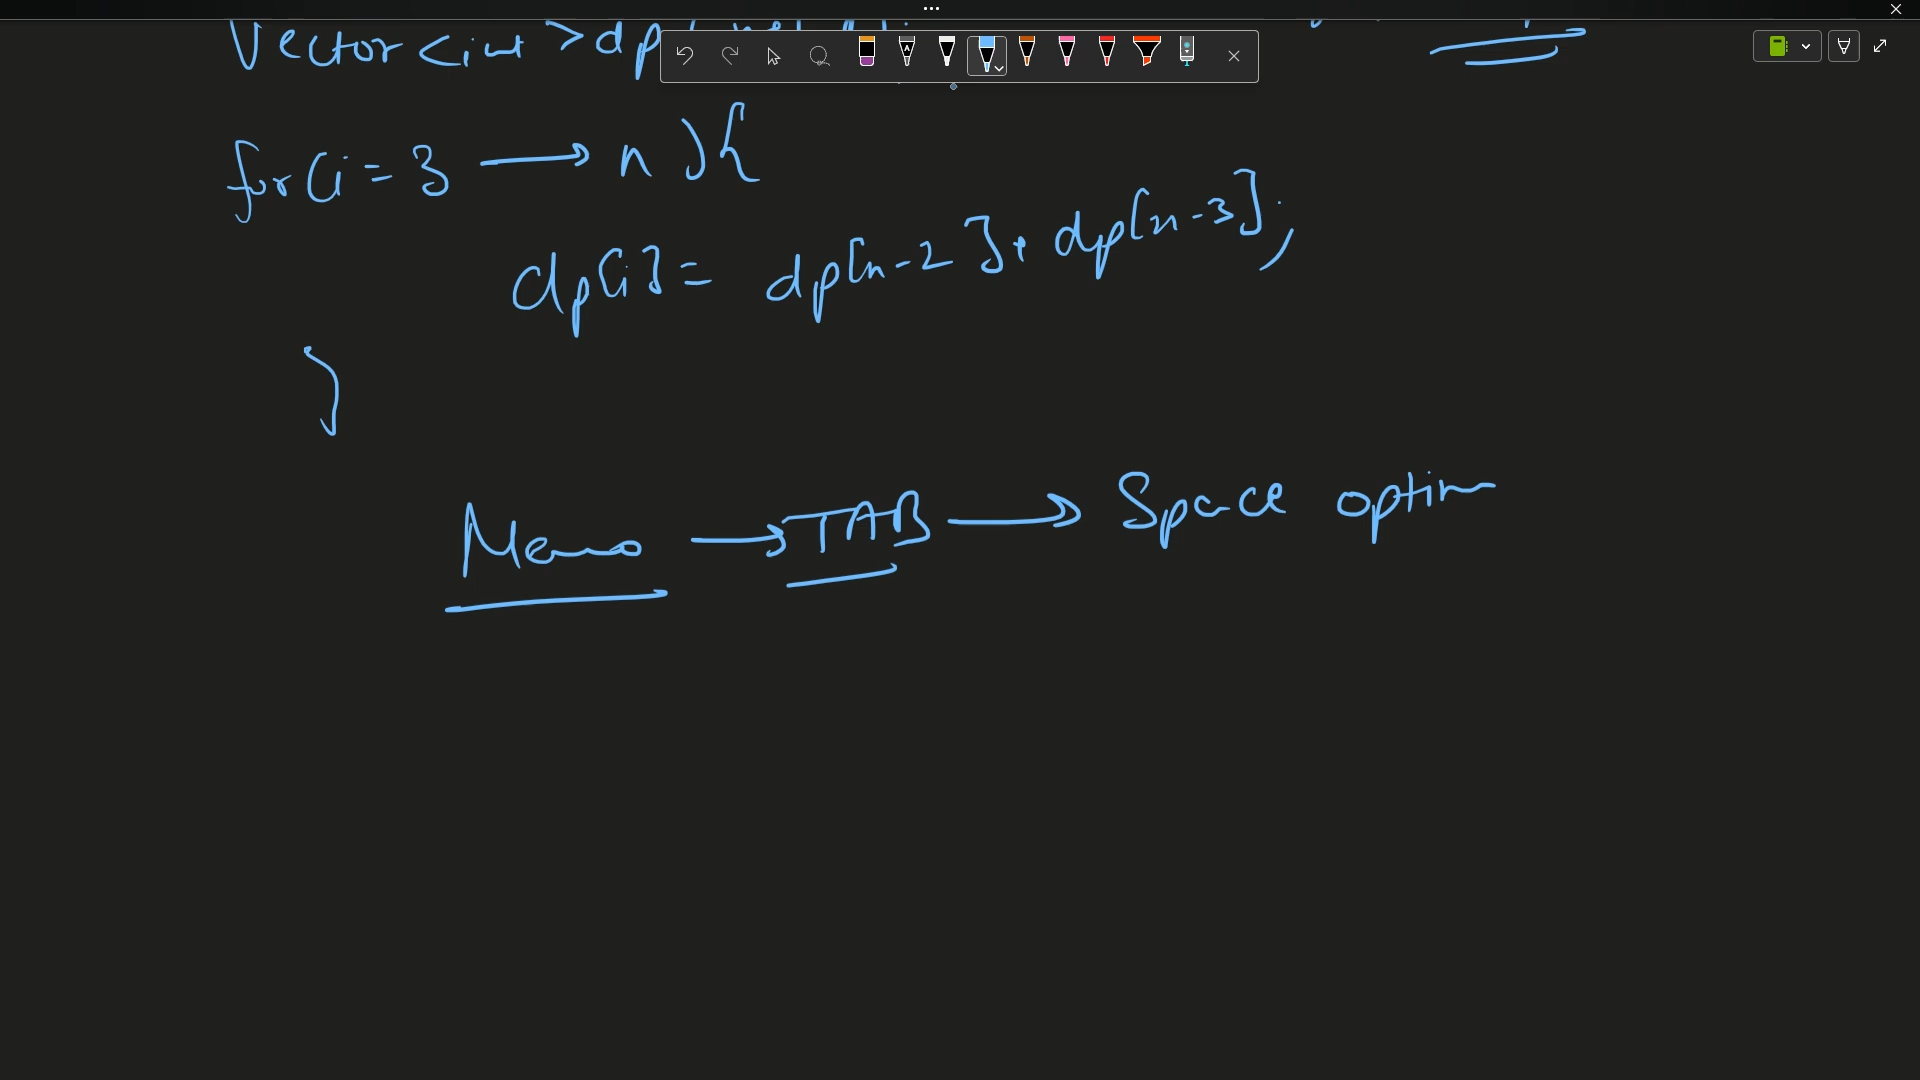 Vector <int> dp(
for(i = 3 → n ){
dp[i] = dp[n-2] + dp[n-3];
}
Memo → TAB → Space optim